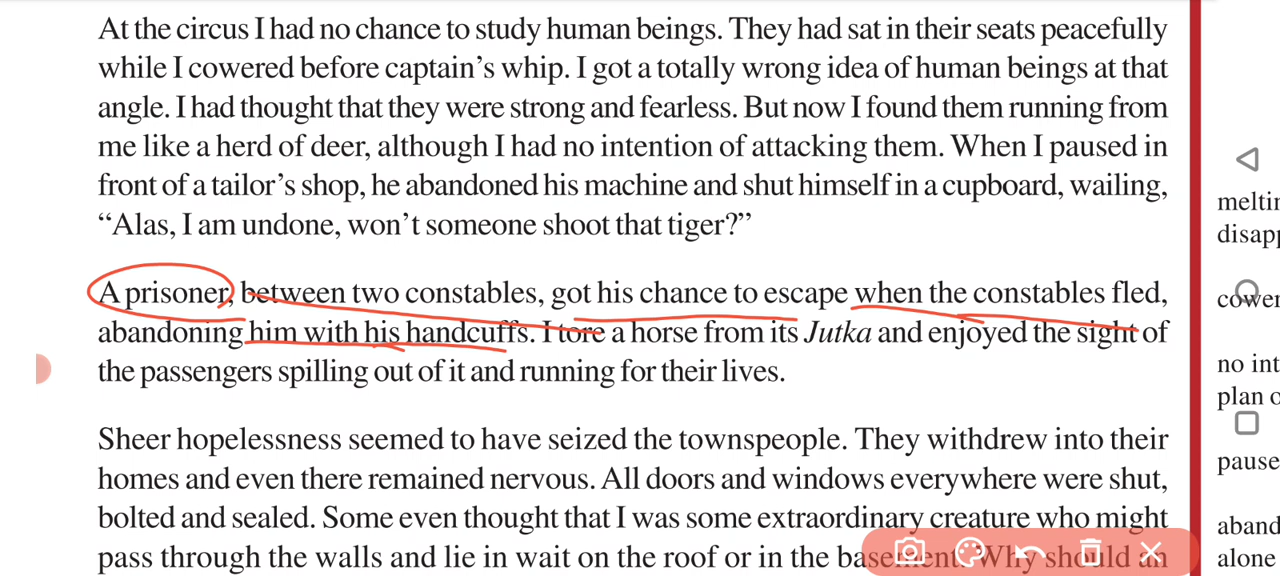 At the circus I had no chance to study human beings. They had sat in their seats peacefully
while I cowered before captain's whip. I got a totally wrong idea of human beings at that
angle. I had thought that they were strong and fearless. But now I found them running from
me like a herd of deer, although I had no intention of attacking them. When I paused in
front of a tailor's shop, he abandoned his machine and shut himself in a cupboard, wailing,
“Alas, I am undone, won't someone shoot that tiger?”
A prisoner, between two constables, got his chance to escape when the constables fled,
abandoning him with his handcuffs. I tore a horse from its Jutka and enjoyed the sight of
the passengers spilling out of it and running for their lives.
Sheer hopelessness seemed to have seized the townspeople. They withdrew into their
homes and even there remained nervous. All doors and windows everywhere were shut,
bolted and sealed. Some even thought that I was some extraordinary creature who might
pass through the walls and lie in wait on the roof or in the basement. Why should an
meltin
disapp
cower
no int
plan o
pause
aband
alone